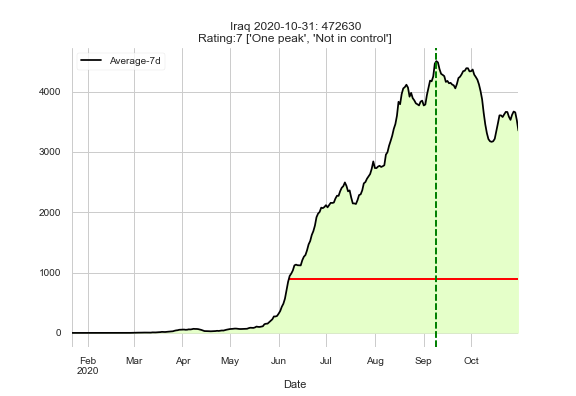 Iraq 2020-10-31: 472630
Rating:7 ['One peak', 'Not in control']
Average-7d
4000
3000
2000
1000
0
Feb Mar Apr May Jun Jul Aug Sep Oct
2020
Date